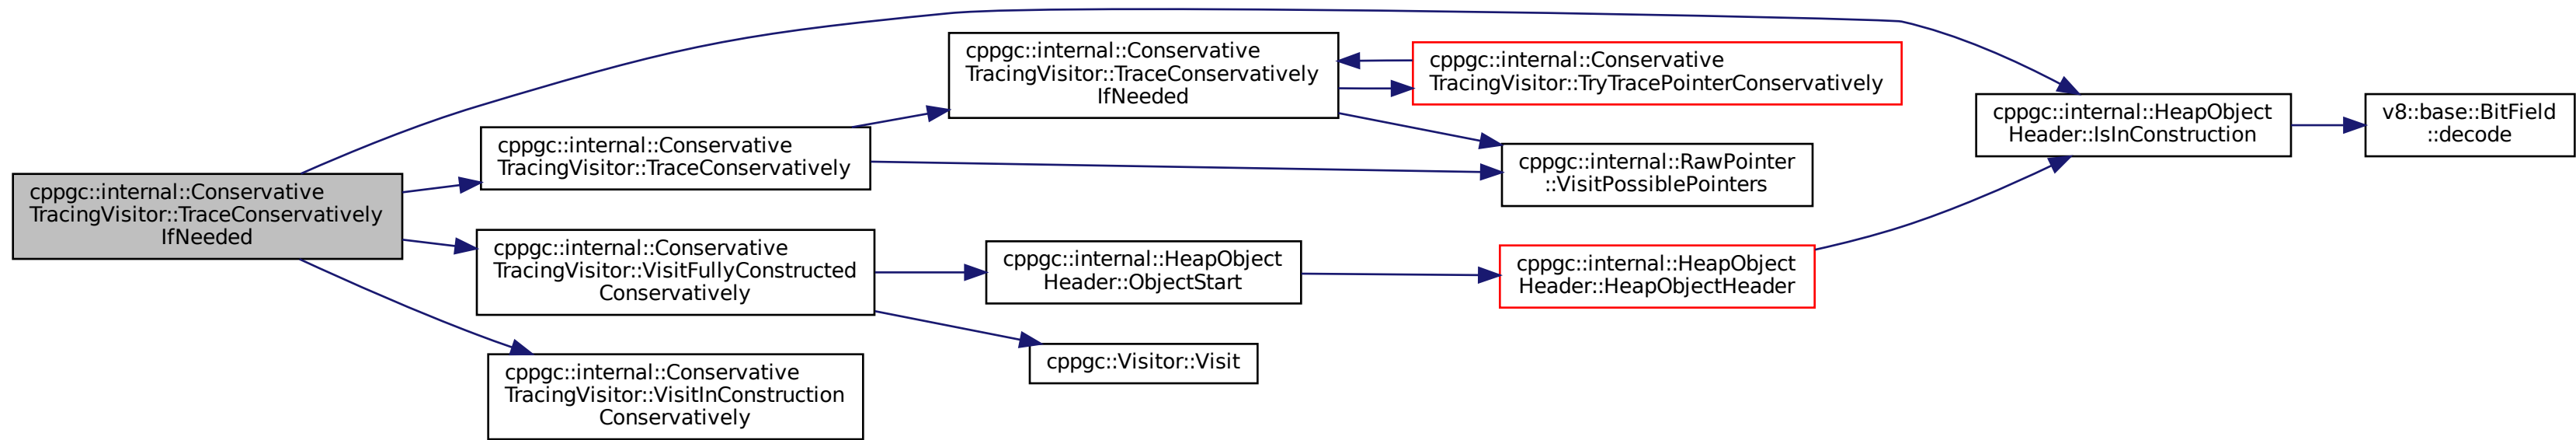 cppgc::internal::Conservative
TracingVisitor::TraceConservatively
IfNeeded
cppgc::internal::Conservative
TracingVisitor::TraceConservatively
cppgc::internal::Conservative
TracingVisitor::TraceConservatively
IfNeeded
cppgc::internal::Conservative
TracingVisitor::TryTracePointerConservatively
cppgc::internal::RawPointer
::VisitPossiblePointers
cppgc::internal::HeapObject
Header::IsInConstruction
v8::base::BitField
::decode
cppgc::internal::Conservative
TracingVisitor::VisitFullyConstructed
Conservatively
cppgc::internal::HeapObject
Header::ObjectStart
cppgc::internal::HeapObject
Header::HeapObjectHeader
cppgc::Visitor::Visit
cppgc::internal::Conservative
TracingVisitor::VisitInConstruction
Conservatively